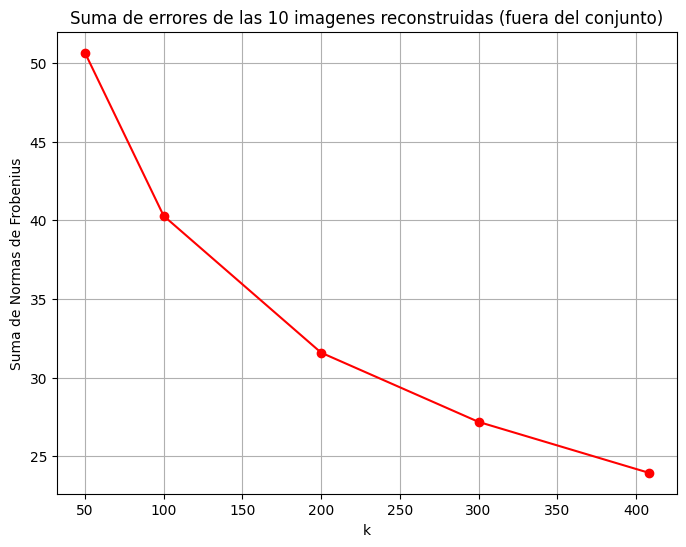 Suma de errores de las 10 imagenes reconstruidas (fuera del conjunto)
Suma de Normas de Frobenius
50
45
40
35
30
25
50 100 150 200 250 300 350 400
k